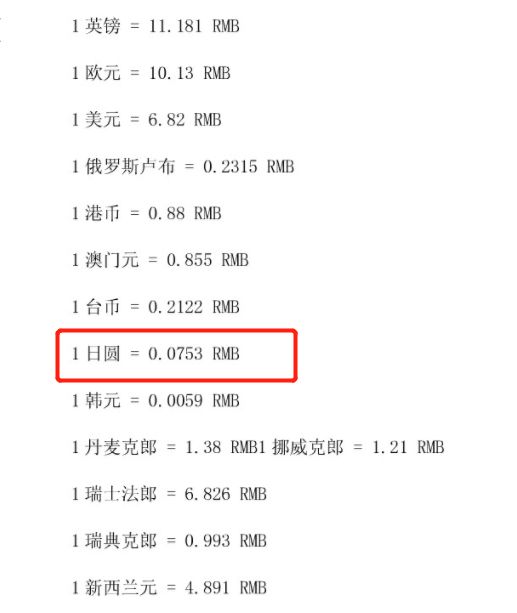 1 英镑 = 11.181 RMB
1 欧元 = 10.13 RMB
1 美元 = 6.82 RMB
1 俄罗斯卢布 = 0.2315 RMB
1 港币 = 0.88 RMB
1 澳门元 = 0.855 RMB
1 台币 = 0.2122 RMB
1 日圆 = 0.0753 RMB
1 韩元 = 0.0059 RMB
1 丹麦克郎 = 1.38 RMB1 挪威克郎 = 1.21 RMB
1 瑞士法郎 = 6.826 RMB
1 瑞典克郎 = 0.993 RMB
1 新西兰元 = 4.891 RMB